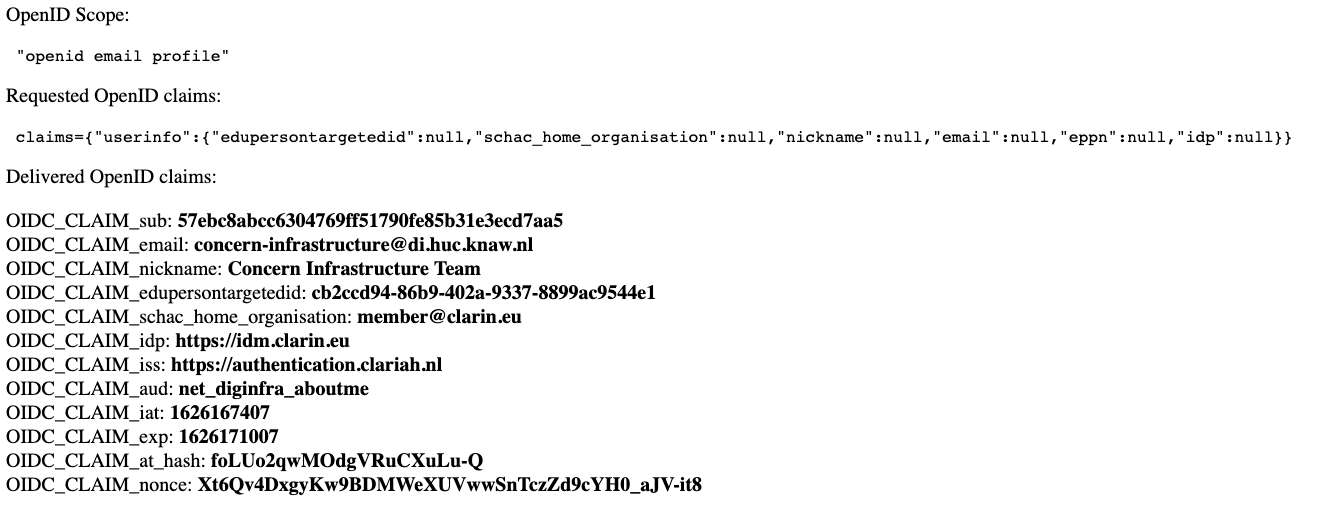 OpenID Scope:
"openid email profile"
Requested OpenID claims:
claims={"userinfo":{"edupersontargetedid":null,"schac_home_organisation":null,"nickname":null,"email":null,"eppn":null,"idp":null}}
Delivered OpenID claims:
OIDC_CLAIM_sub: 57ebc8abcc6304769ff51790fe85b31e3ecd7aa5
OIDC_CLAIM_email: concern-infrastructure@di.huc.knaw.nl
OIDC_CLAIM_nickname: Concern Infrastructure Team
OIDC_CLAIM_edupersontargetedid: cb2ccd94-86b9-402a-9337-8899ac9544e1
OIDC_CLAIM_schac_home_organisation: member@clarin.eu
OIDC_CLAIM_idp: https://idm.clarin.eu
OIDC_CLAIM_iss: https://authentication.clariah.nl
OIDC_CLAIM_aud: net_diginfra_aboutme
OIDC_CLAIM_iat: 1626167407
OIDC_CLAIM_exp: 1626171007
OIDC_CLAIM_at_hash: foLUo2qwMOdgVRuCXuLu-Q
OIDC_CLAIM_nonce: Xt6Qv4DxgyKw9BDMWeXUVwwSnTczZd9cYH0_aJV-it8